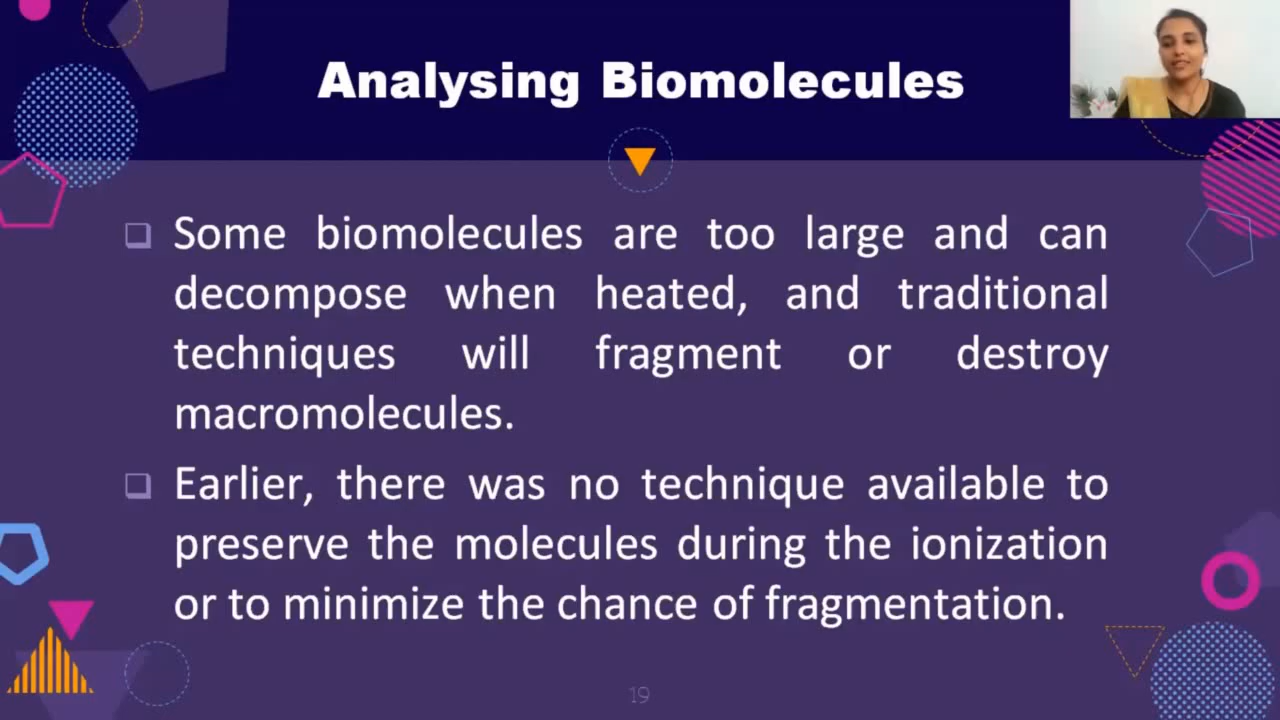 Analysing Biomolecules
Some biomolecules are too large and can
decompose when heated, and traditional
techniques will fragment or destroy
macromolecules.
Earlier, there was no technique available to
preserve the molecules during the ionization
or to minimize the chance of fragmentation.
19